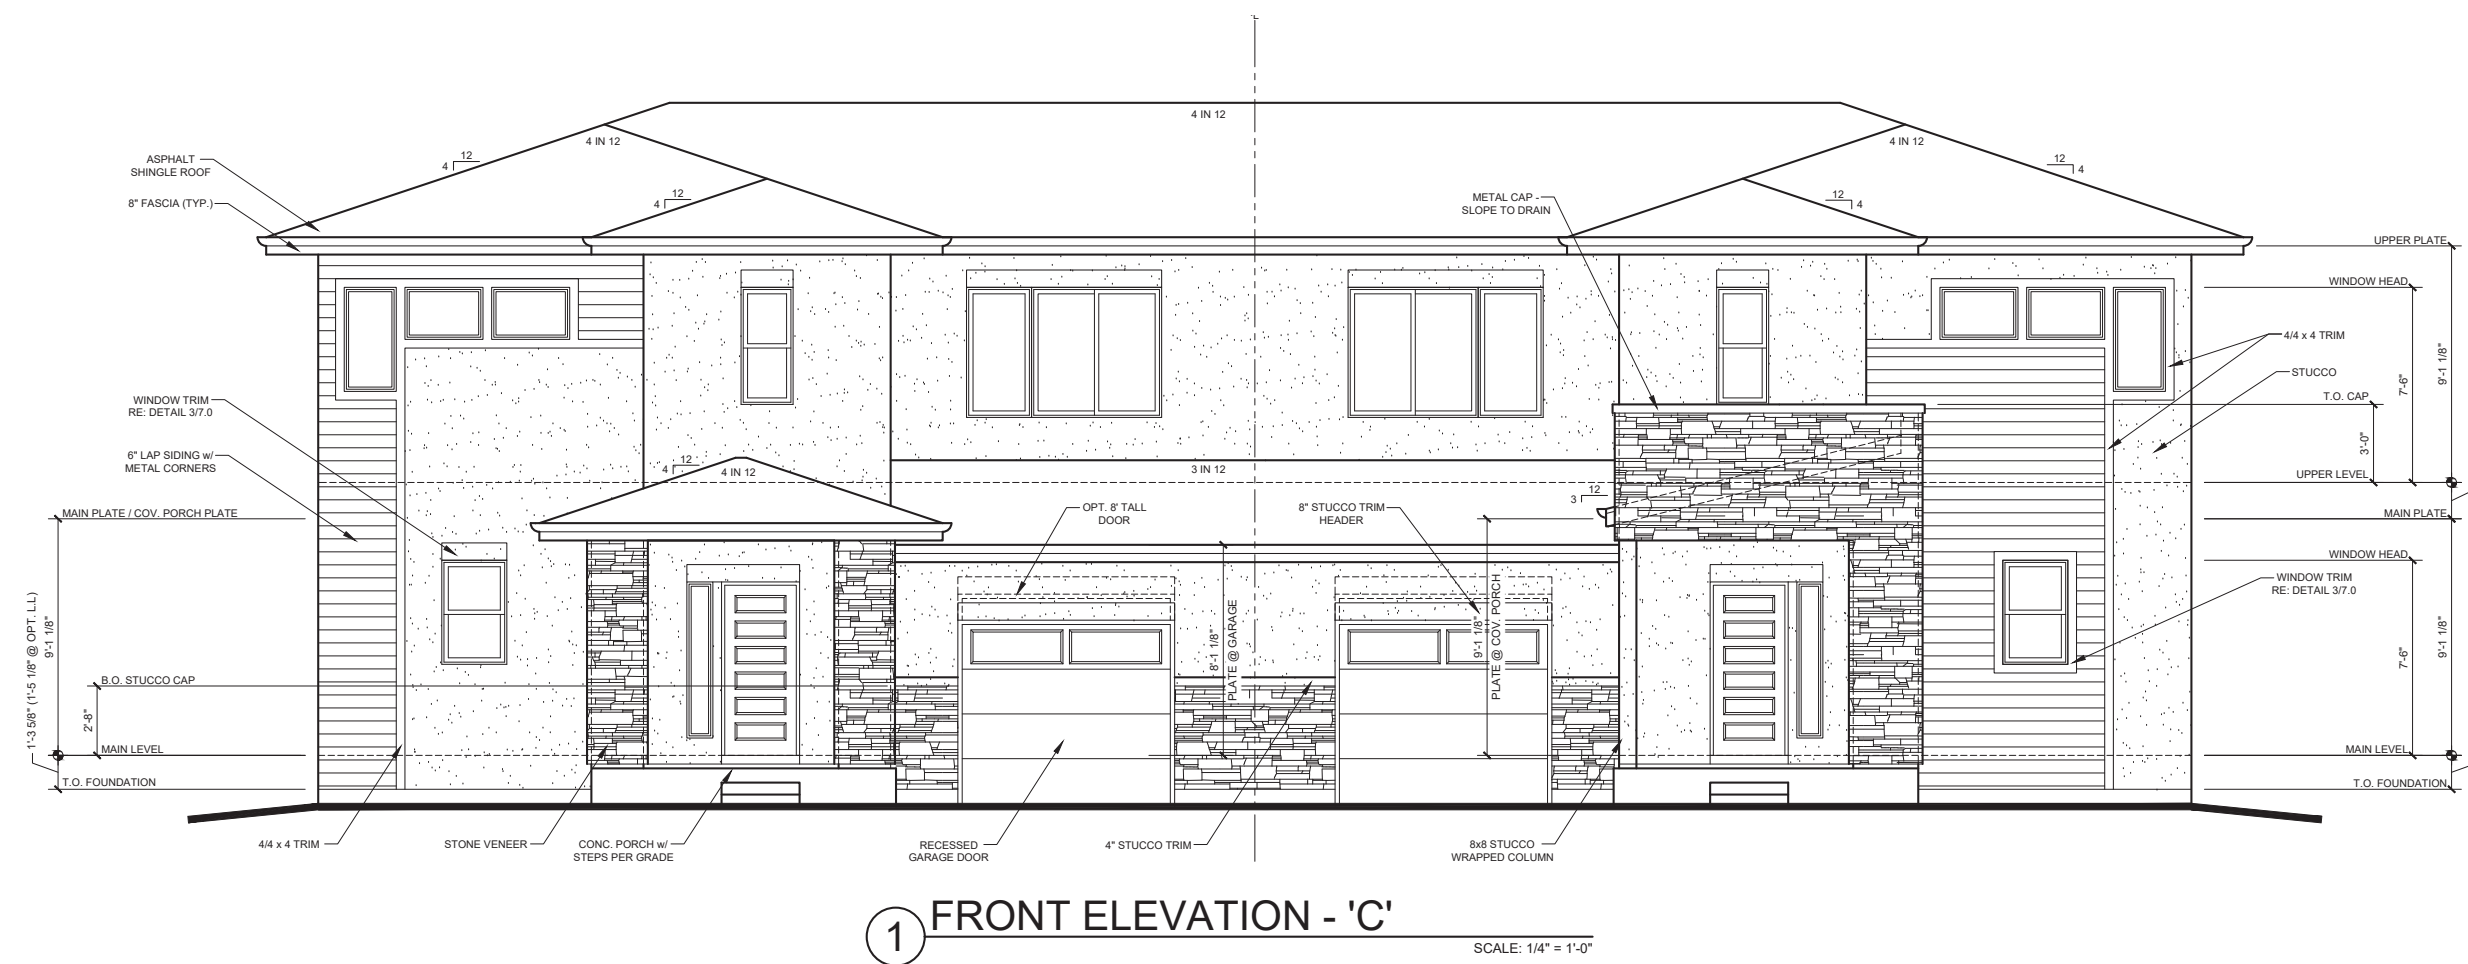 4 IN 12
4 IN 12
4 IN 12
12
4
12
4
12
4
12
4
ASPHALT
SHINGLE ROOF
8" FASCIA (TYP.)
METAL CAP -
SLOPE TO DRAIN
UPPER PLATE
WINDOW HEAD
4/4 x 4 TRIM
STUCCO
T.O. CAP
9'-1 1/8"
7'-6"
3'-0"
UPPER LEVEL
WINDOW TRIM
RE: DETAIL 3/7.0
6" LAP SIDING w/
METAL CORNERS
12
4
4 IN 12
3 IN 12
12
3
MAIN PLATE / COV. PORCH PLATE
OPT. 8' TALL
DOOR
8" STUCCO TRIM
HEADER
MAIN PLATE
WINDOW HEAD
WINDOW TRIM
RE: DETAIL 3/7.0
1'-3 5/8" (1'-5 1/8" @ OPT. L.L)
9'-1 1/8"
8'-1 1/8"
PLATE @ GARAGE
9'-1 1/8"
PLATE @ COV. PORCH
7'-6"
9'-1 1/8"
B.O. STUCCO CAP
2'-8"
MAIN LEVEL
MAIN LEVEL
T.O. FOUNDATION
T.O. FOUNDATION
4/4 x 4 TRIM
STONE VENEER
CONC. PORCH w/
STEPS PER GRADE
RECESSED
GARAGE DOOR
4" STUCCO TRIM
8x8 STUCCO
WRAPPED COLUMN
1
FRONT ELEVATION - 'C'
SCALE: 1/4" = 1'-0"